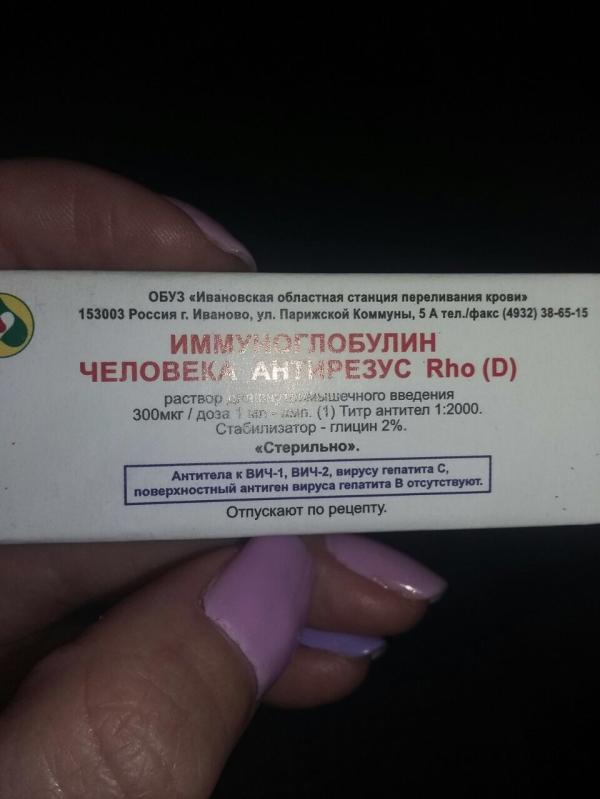 ОБУЗ «Ивановская областная станция переливания крови»
153003 Россия г. Иваново, ул. Парижской Коммуны, 5 А тел./факс (4932) 38-65-15
ИММУНОГЛОБУЛИН
ЧЕЛОВЕКА АНТИРЕЗУС Rho (D)
раствор для внутримышечного введения
300мкг / доза 1 мл - амп. (1) Титр антител 1:2000.
Стабилизатор - глицин 2%.
«Стерильно».
Антитела к ВИЧ-1, ВИЧ-2, вирусу гепатита С,
поверхностный антиген вируса гепатита В отсутствуют.
Отпускают по рецепту.